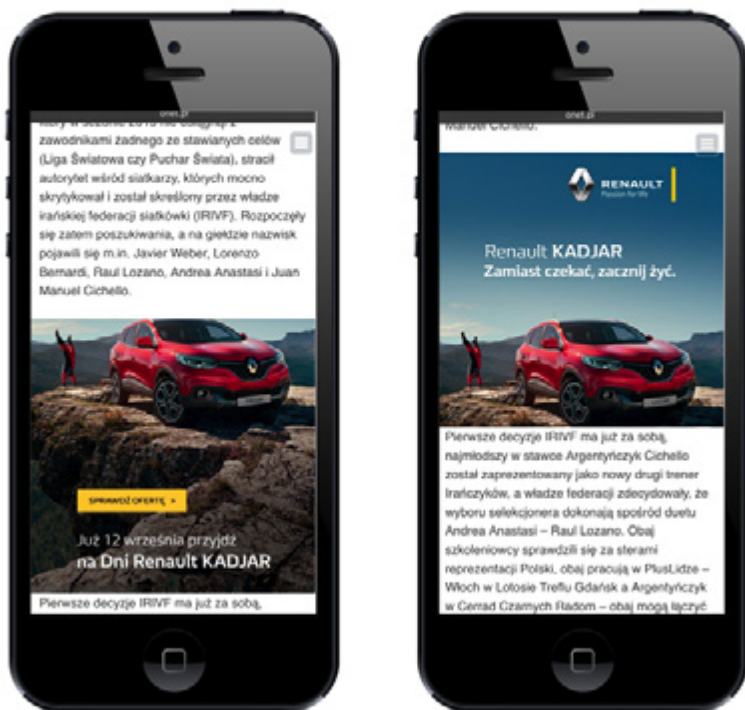 onet.pl
zawodnikami żadnego ze stawianych celów
(Liga Światowa czy Puchar Świata), stracił
autorytet wśród siatkarzy, których mocno
skrytykował i został skreślony przez władze
irańskiej federacji siatkówki (IRIVF). Rozpoczęły
się zatem poszukiwania, a na giełdzie nazwisk
pojawili się m.in. Javier Weber, Lorenzo
Bernardi, Raul Lozano, Andrea Anastasi i Juan
Manuel Cichello.
SPRAWDŹ OFERTĘ >
Już 12 września przyjdź
na Dni Renault KADJAR
Pierwsze decyzje IRIVF ma już za sobą,
onet.pl
Manuel Cichello.
RENAULT
Passion for life
Renault KADJAR
Zamiast czekać, zacznij żyć.
Pierwsze decyzje IRIVF ma już za sobą,
najmłodszy w stawce Argentyńczyk Cichello
został zaprezentowany jako nowy drugi trener
Irańczyków, a władze federacji zdecydowały, że
wyboru selekcjonera dokonają spośród duetu
Andrea Anastasi – Raul Lozano. Obaj
szkoleniowcy sprawdzili się za sterami
reprezentacji Polski, obaj pracują w PlusLidze –
Włoch w Lotosie Treflu Gdańsk a Argentyńczyk
w Cerrad Czarnych Radom – obaj mogą łączyć